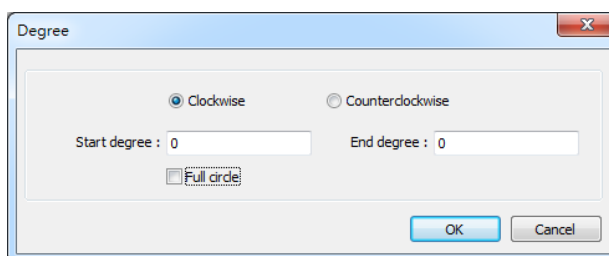 Degree
Clockwise Counterclockwise
Start degree : 0 End degree : 0
Full circle
OK Cancel